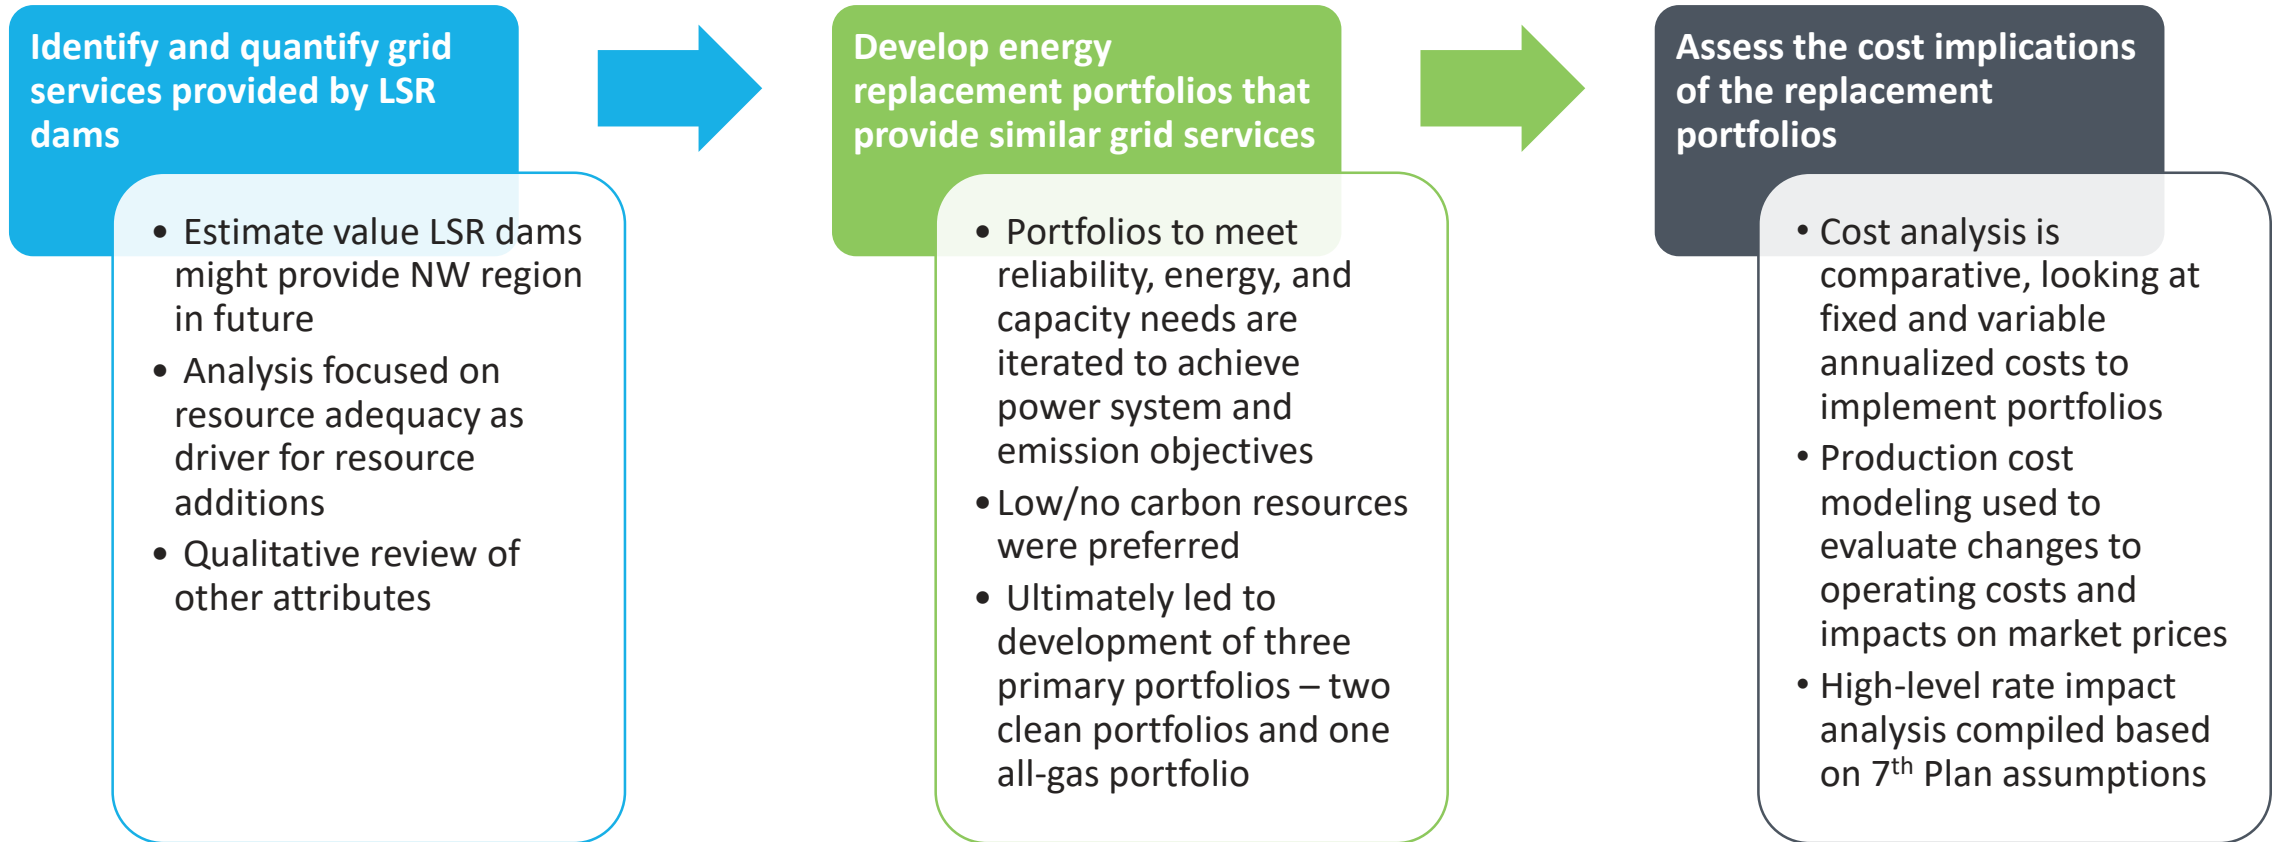 Identify and quantify grid
services provided by LSR
dams
• Estimate value LSR dams
might provide NW region
in future
• Analysis focused on
resource adequacy as
driver for resource
additions
• Qualitative review of
other attributes
Develop energy
replacement portfolios that
provide similar grid services
• Portfolios to meet
reliability, energy, and
capacity needs are
iterated to achieve
power system and
emission objectives
• Low/no carbon resources
were preferred
• Ultimately led to
development of three
primary portfolios – two
clean portfolios and one
all-gas portfolio
Assess the cost implications
of the replacement
portfolios
• Cost analysis is
comparative, looking at
fixed and variable
annualized costs to
implement portfolios
• Production cost
modeling used to
evaluate changes to
operating costs and
impacts on market prices
• High-level rate impact
analysis compiled based
on 7th Plan assumptions